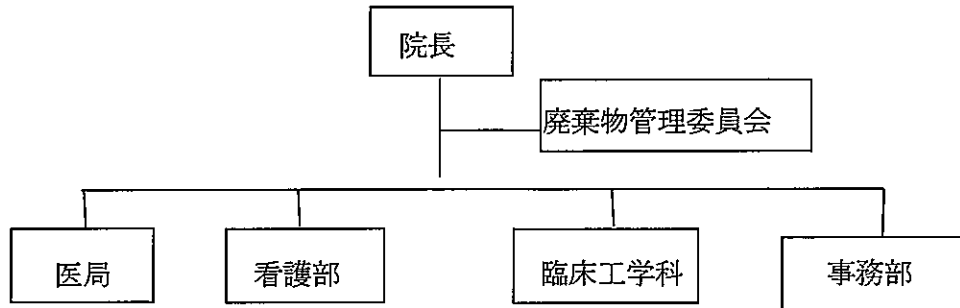 院長
廃棄物管理委員会
医局
看護部
臨床工学科
事務部